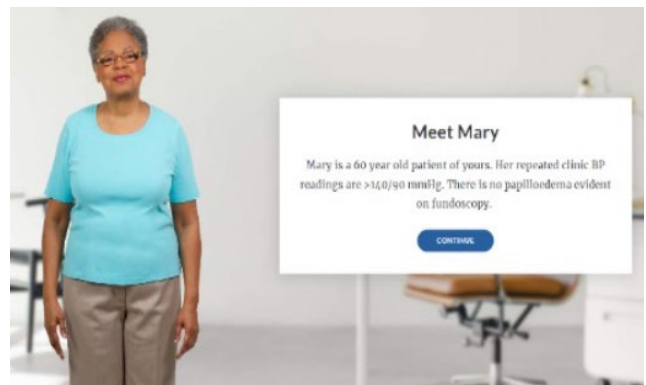 Meet Mary
Mary is a 60 year old patient of yours. Her repeated clinic BP
readings are >140/90 mmHg. There is no papilloedema evident
on fundoscopy.
CONTINUE